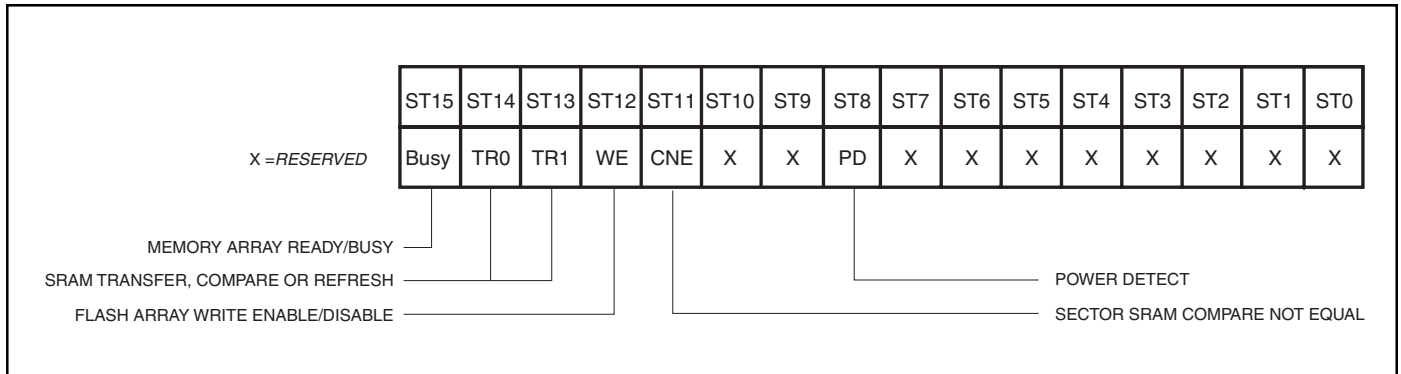 ST15 ST14 ST13 ST12 ST11 ST10 ST9 ST8 ST7 ST6 ST5 ST4 ST3 ST2 ST1 ST0
X =RESERVED Busy TR0 TR1 WE CNE X X PD X X X X X X X X
MEMORY ARRAY READY/BUSY
SRAM TRANSFER, COMPARE OR REFRESH
FLASH ARRAY WRITE ENABLE/DISABLE
POWER DETECT
SECTOR SRAM COMPARE NOT EQUAL